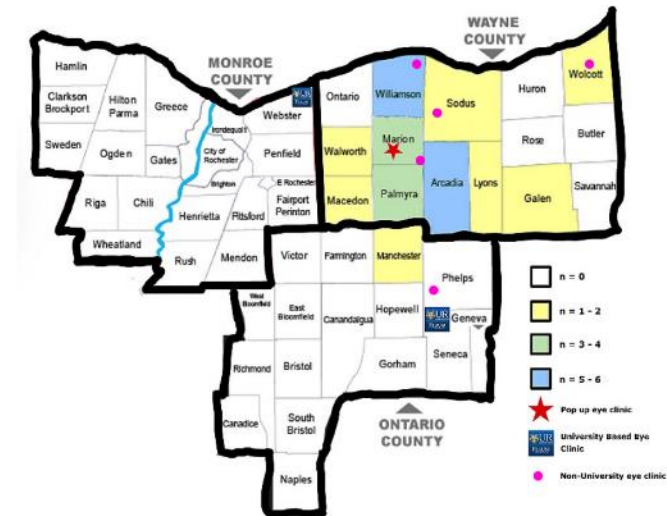 WAYNE
COUNTY
MONROE
COUNTY
Hamlin
Clarkson
Brockport
Hilton
Parma
Greece
Irondequoit
Webster
Sweden
Ogden
Gates
City of
Rochester
Penfield
Brighton
E Rochester
Riga
Chili
Henrietta
Pittsford
Fairport
Perinton
Wheatland
Rush
Mendon
Ontario
Williamson
Sodus
Huron
Wolcott
Walworth
Marion
Rose
Butler
Macedon
Palmyra
Arcadia
Lyons
Galen
Savannah
Victor
Farmington
Manchester
Phelps
West
Bloomfield
East
Bloomfield
Canandaigua
Hopewell
UR
Geneva
Seneca
Gorham
Richmond
Bristol
Canadice
South
Bristol
Naples
ONTARIO
COUNTY
n = 0
n = 1 - 2
n = 3 - 4
n = 5 - 6
Pop up eye clinic
University Based Eye
Clinic
Non-University eye clinic